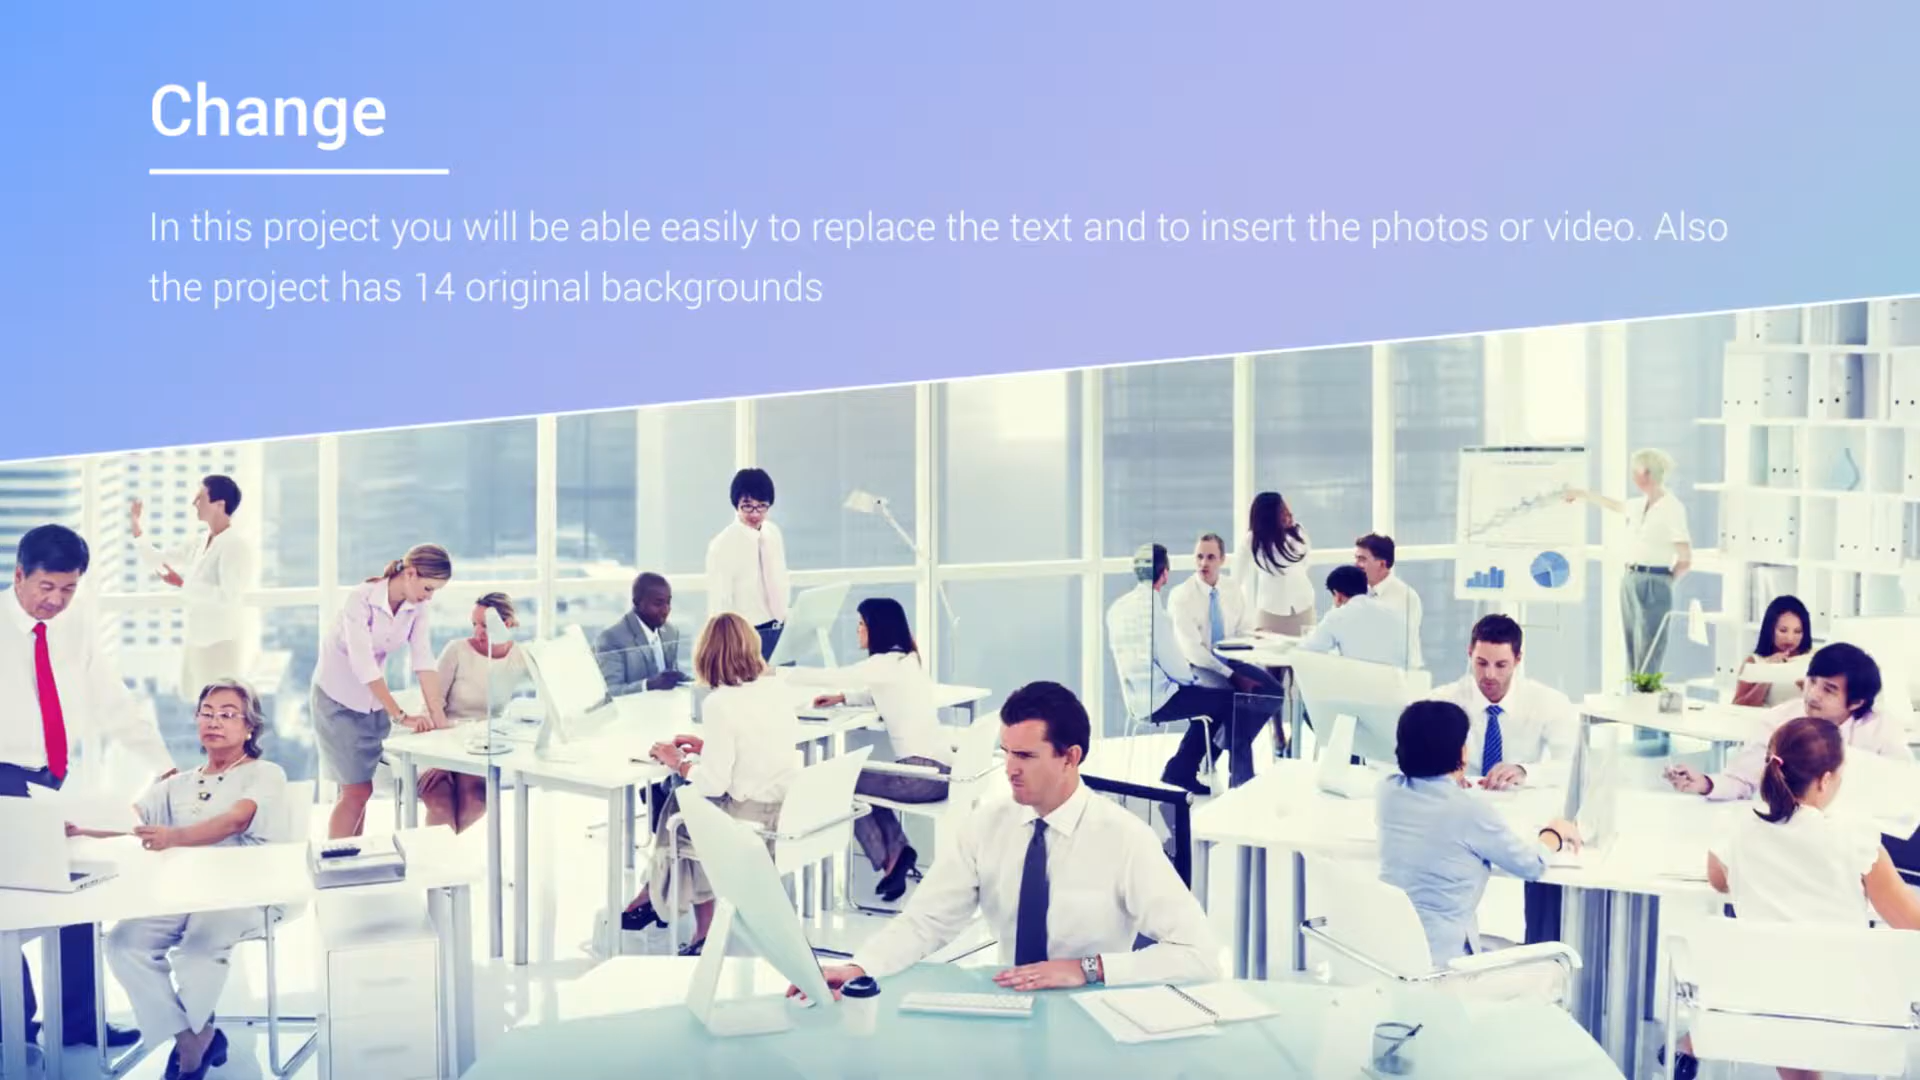 Change
In this project you will be able easily to replace the text and to insert the photos or video. Also
the project has 14 original backgrounds